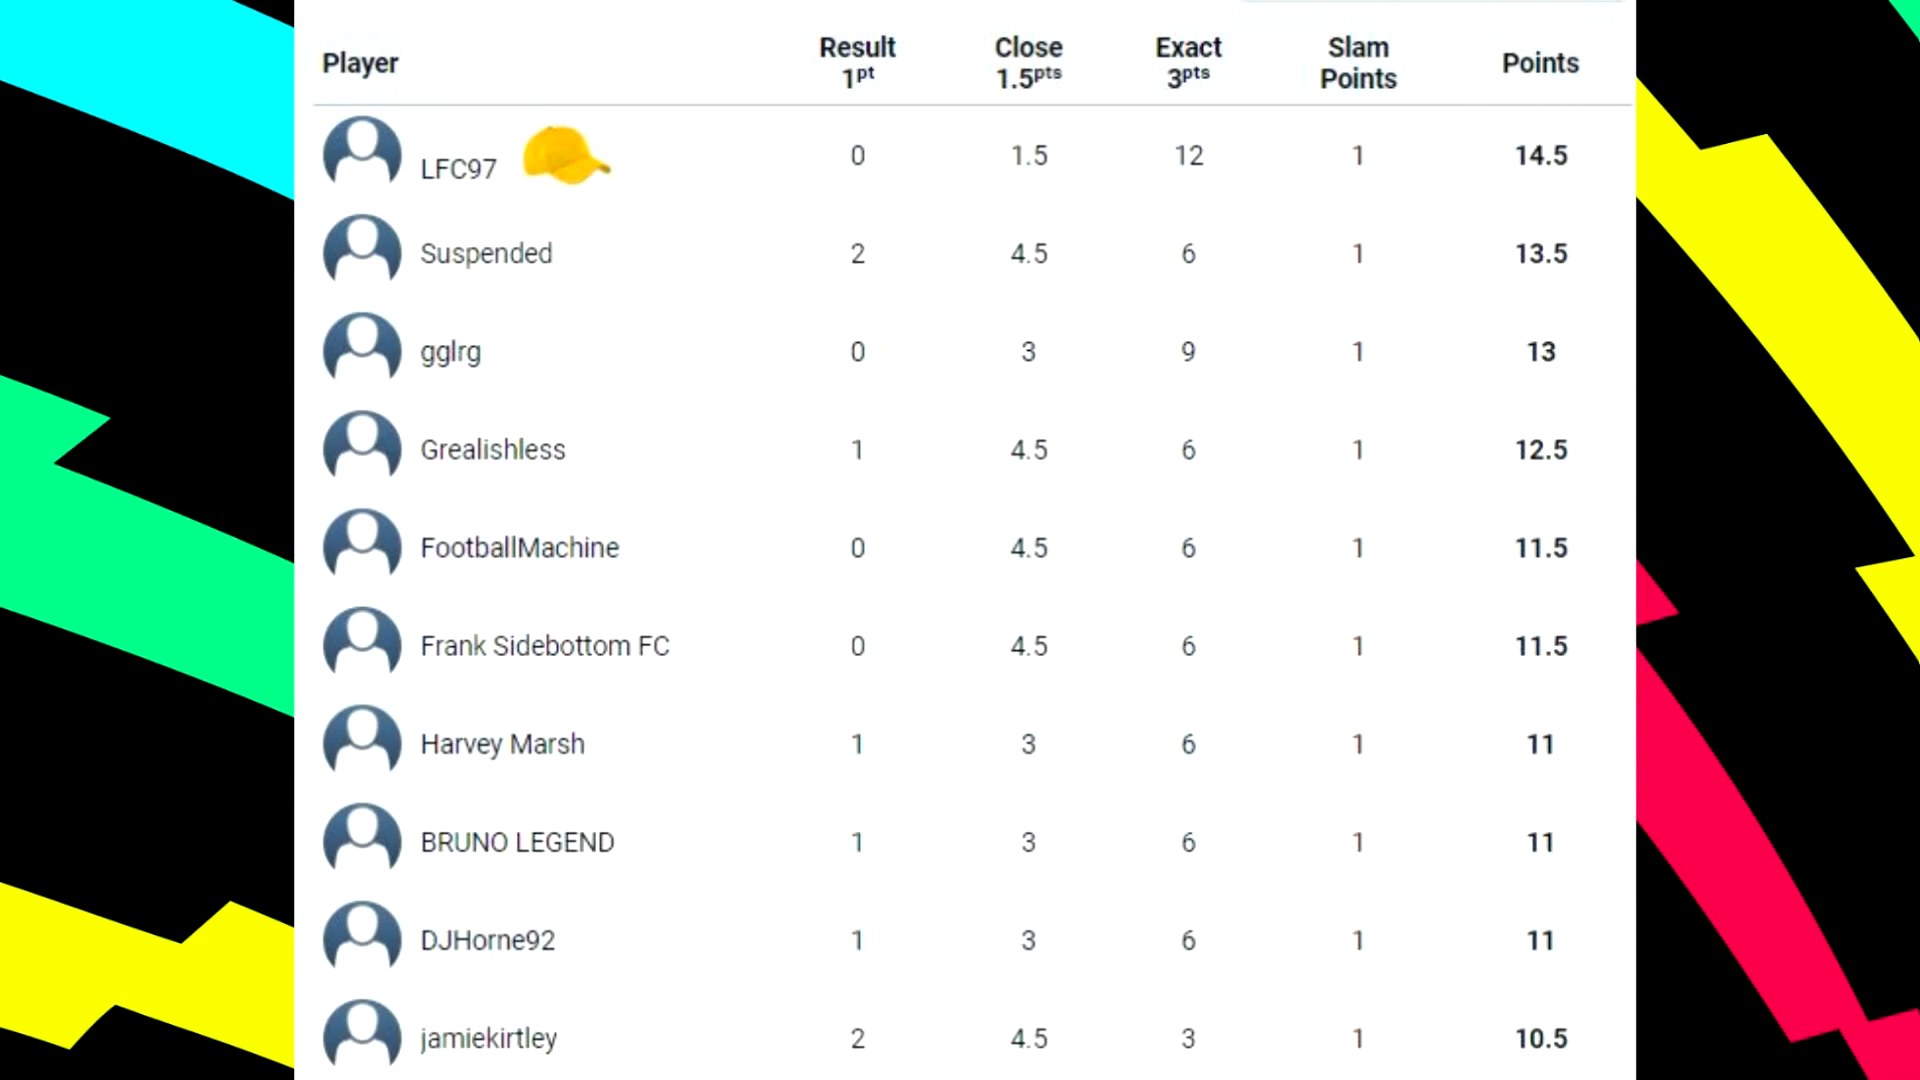 Player Result 1pt Close 1.5pts Exact 3pts Slam Points Points
LFC97 0 1.5 12 1 14.5
Suspended 2 4.5 6 1 13.5
gglrg 0 3 9 1 13
Grealishless 1 4.5 6 1 12.5
FootballMachine 0 4.5 6 1 11.5
Frank Sidebottom FC 0 4.5 6 1 11.5
Harvey Marsh 1 3 6 1 11
BRUNO LEGEND 1 3 6 1 11
DJHorne92 1 3 6 1 11
jamiekirtley 2 4.5 3 1 10.5